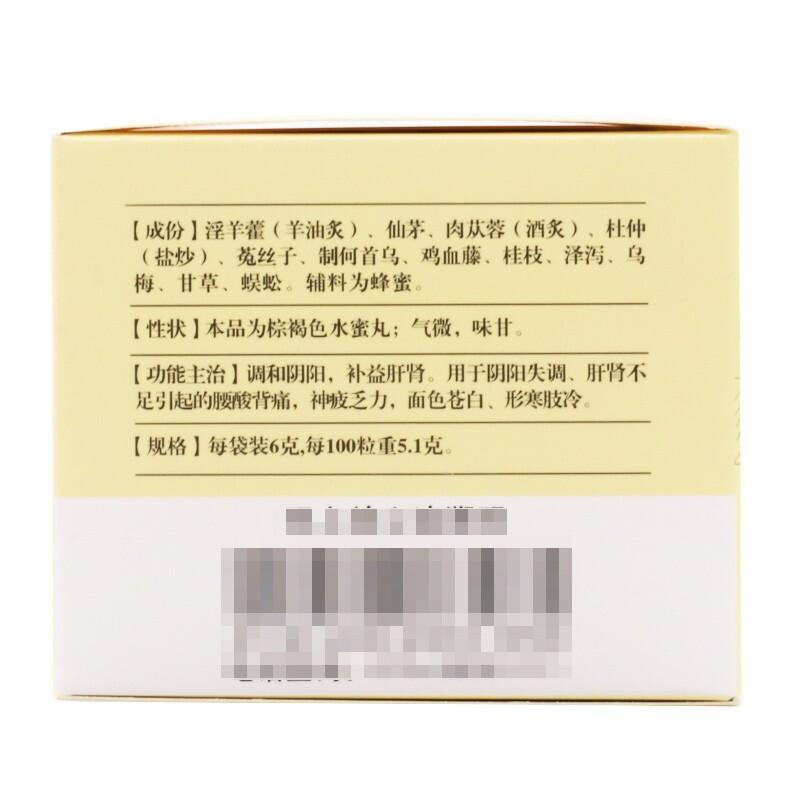 【成份】淫羊藿（羊油炙）、仙茅、肉苁蓉（酒炙）、杜仲
（盐炒）、菟丝子、制何首乌、鸡血藤、桂枝、泽泻、乌
梅、甘草、蜈蚣。辅料为蜂蜜。
【性状】本品为棕褐色水蜜丸；气微，味甘。
【功能主治】调和阴阳，补益肝肾。用于阴阳失调、肝肾不
足引起的腰酸背痛，神疲乏力，面色苍白、形寒肢冷。
【规格】每袋装6克,每100粒重5.1克。